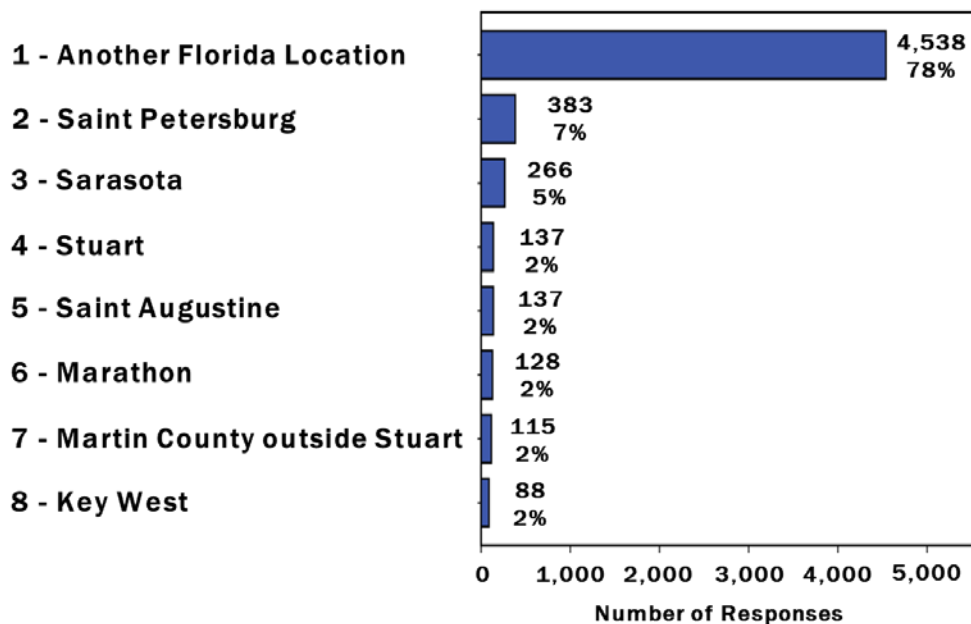 1 - Another Florida Location
4,538
78%
2 - Saint Petersburg
383
7%
3 - Sarasota
266
5%
4 - Stuart
137
2%
5 - Saint Augustine
137
2%
6 - Marathon
128
2%
7 - Martin County outside Stuart
115
2%
8 - Key West
88
2%
0 1,000 2,000 3,000 4,000 5,000
Number of Responses